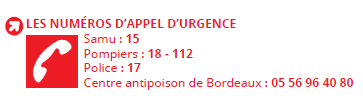 LES NUMÉROS D'APPEL D'URGENCE
Samu : 15
Pompiers : 18 - 112
Police : 17
Centre antipoison de Bordeaux : 05 56 96 40 80